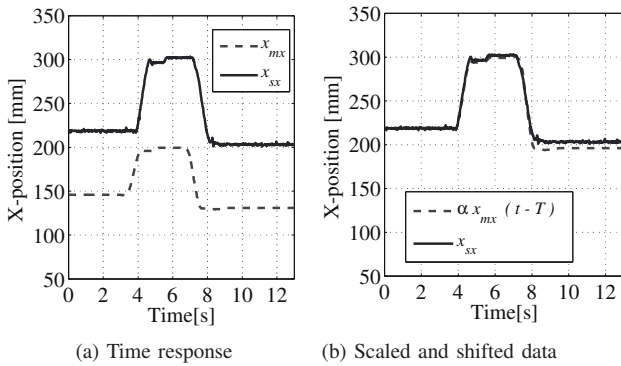 350
300
250
200
150
100
50
X-position [mm]
0 2 4 6 8 10 12
Time[s]
x_mx
x_sx
(a) Time response
350
300
250
200
150
100
50
X-position [mm]
0 2 4 6 8 10 12
Time[s]
α x_mx ( t - T )
x_sx
(b) Scaled and shifted data